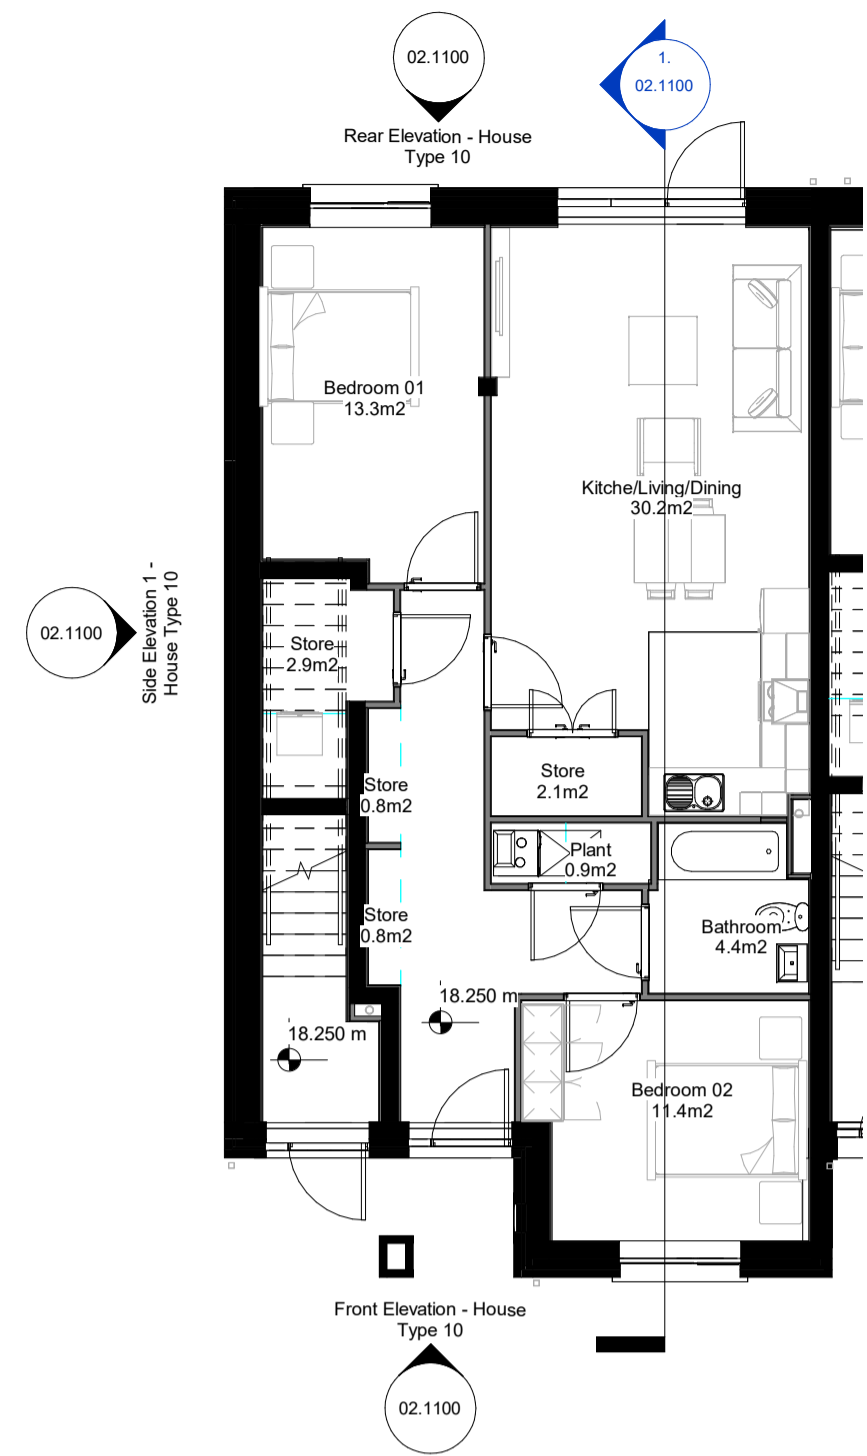 02.1100
1.
02.1100
Rear Elevation - House
Type 10
Bedroom 01
13.3m2
Kitche/Living/Dining
30.2m2
02.1100
Side Elevation 1 -
House Type 10
Store
2.9m2
Store
0.8m2
Store
2.1m2
Plant
0.9m2
Store
0.8m2
Bathroom
4.4m2
18.250 m
18.250 m
Bedroom 02
11.4m2
Front Elevation - House
Type 10
02.1100